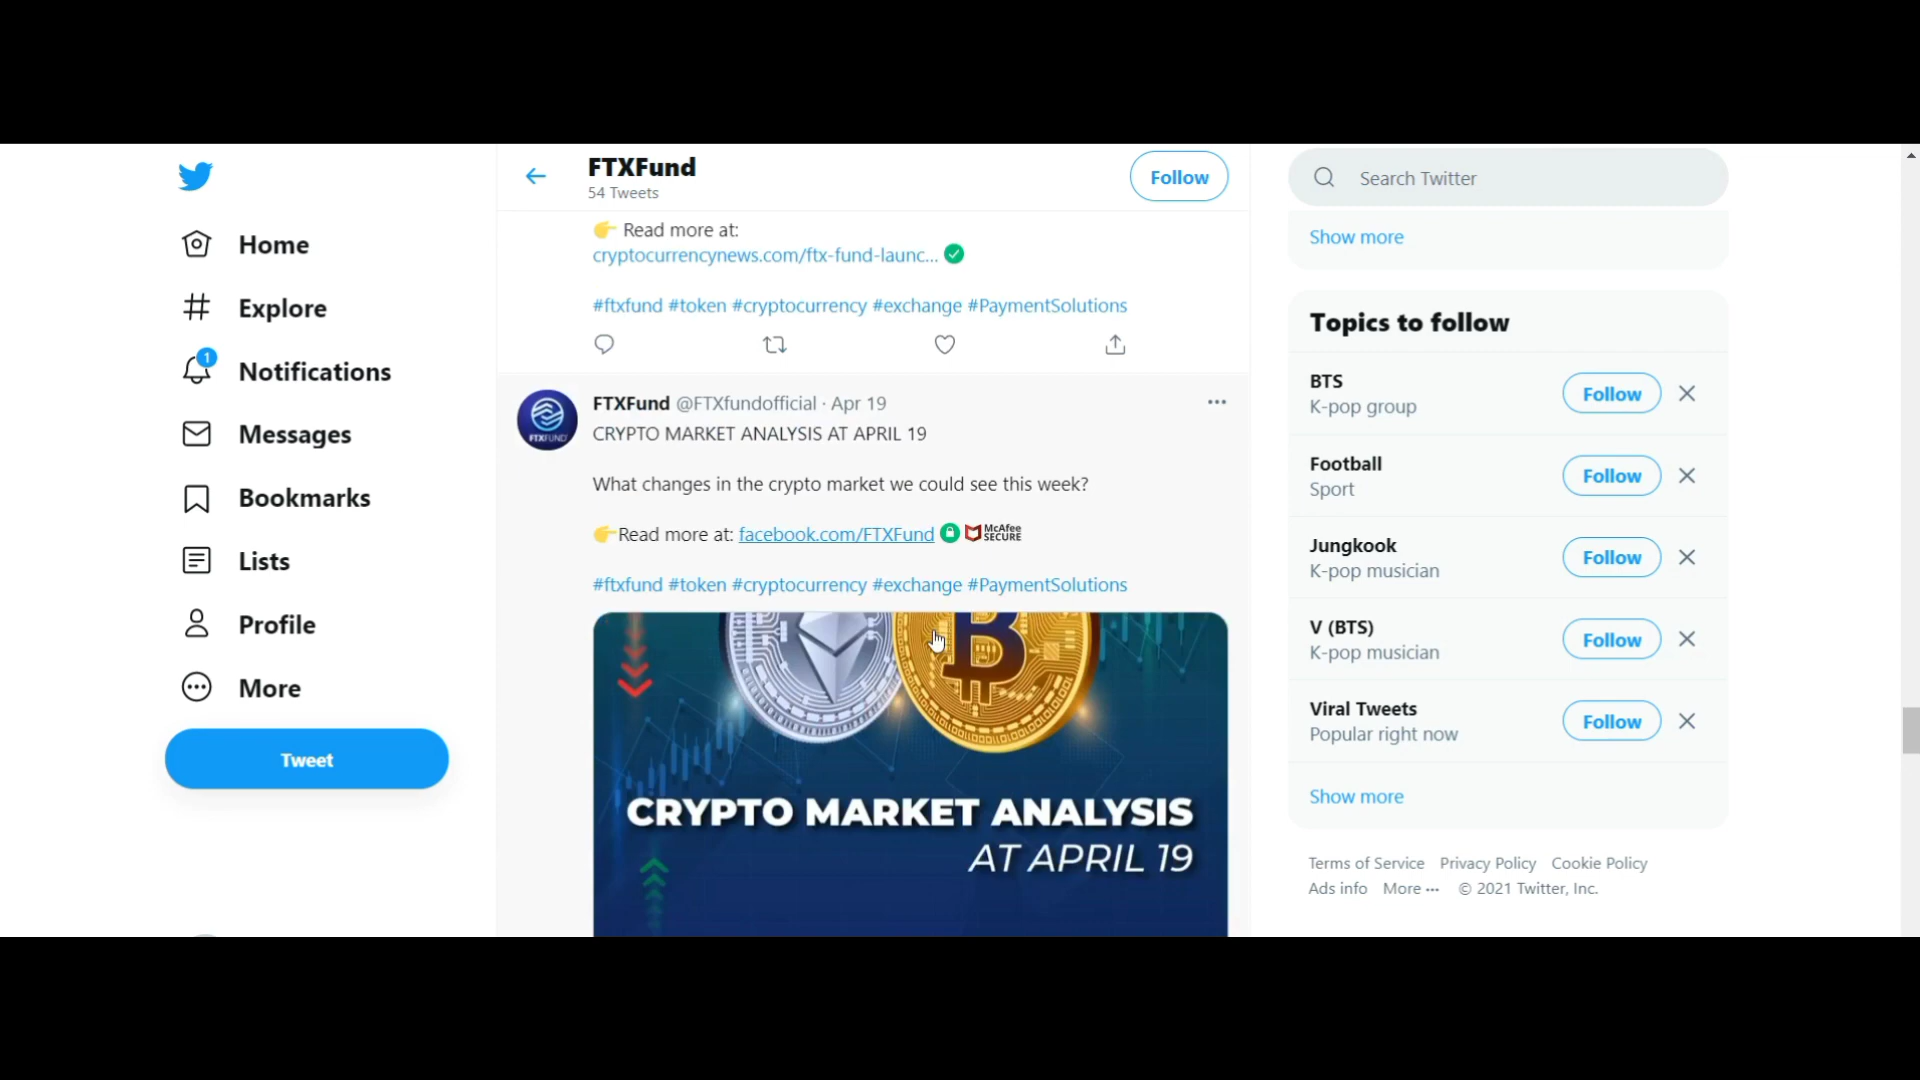 FTXFund
54 Tweets
Follow
Search Twitter
Home
Explore
1
Notifications
Messages
Bookmarks
Lists
Profile
More
Tweet
👉 Read more at:
cryptocurrencynews.com/ftx-fund-launc...
#ftxfund #token #cryptocurrency #exchange #PaymentSolutions
FTXFUND
FTXFund @FTXfundofficial · Apr 19
CRYPTO MARKET ANALYSIS AT APRIL 19
What changes in the crypto market we could see this week?
👉Read more at: facebook.com/FTXFund McAfee SECURE
#ftxfund #token #cryptocurrency #exchange #PaymentSolutions
CRYPTO MARKET ANALYSIS
AT APRIL 19
Show more
Topics to follow
BTS
K-pop group
Follow
Football
Sport
Follow
Jungkook
K-pop musician
Follow
V (BTS)
K-pop musician
Follow
Viral Tweets
Popular right now
Follow
Show more
Terms of Service Privacy Policy Cookie Policy
Ads info More ··· © 2021 Twitter, Inc.